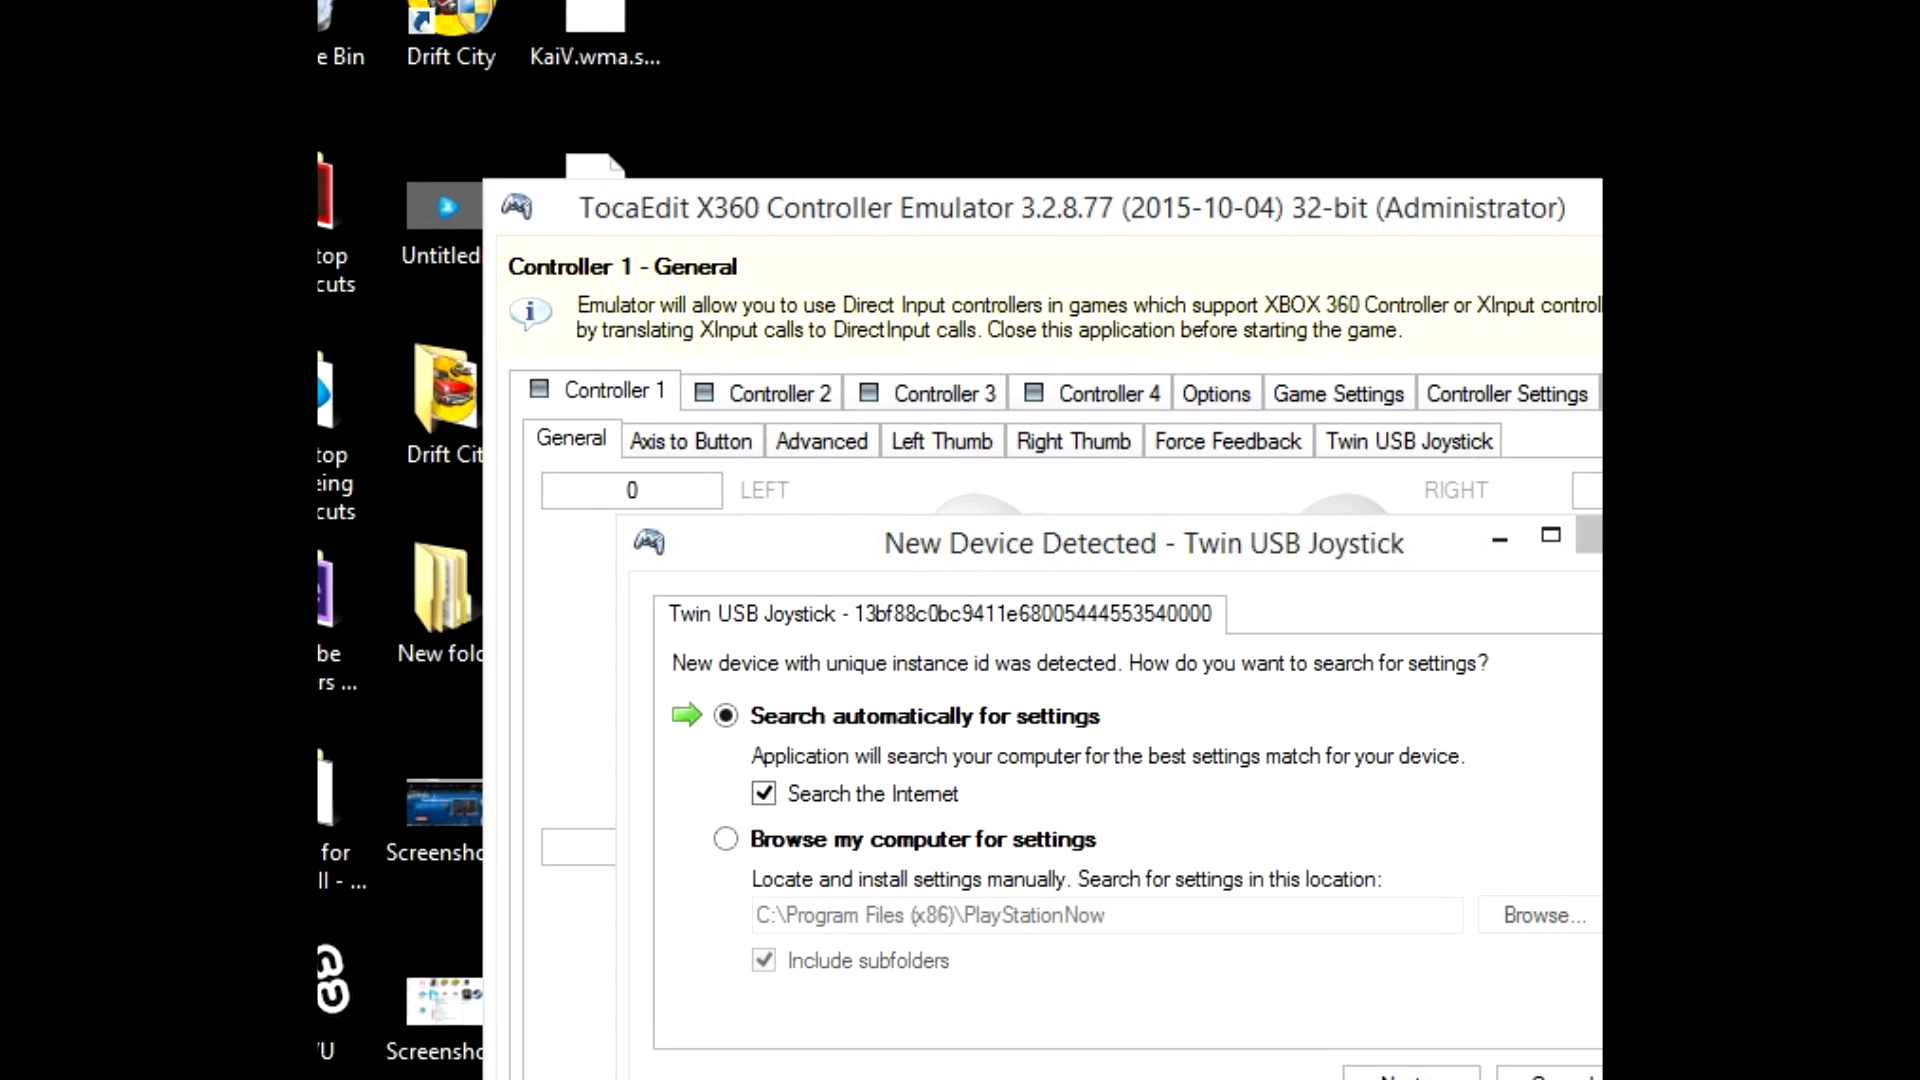 e Bin
Drift City
KaiV.wma.s...
top
cuts
Untitled
TocaEdit X360 Controller Emulator 3.2.8.77 (2015-10-04) 32-bit (Administrator)
Controller 1 - General
Emulator will allow you to use Direct Input controllers in games which support XBOX 360 Controller or XInput control
by translating XInput calls to DirectInput calls. Close this application before starting the game.
Controller 1
Controller 2
Controller 3
Controller 4
Options
Game Settings
Controller Settings
General
Axis to Button
Advanced
Left Thumb
Right Thumb
Force Feedback
Twin USB Joystick
top
eing
cuts
Drift Cit
0
LEFT
RIGHT
New Device Detected - Twin USB Joystick
Twin USB Joystick - 13bf88c0bc9411e68005444553540000
New device with unique instance id was detected. How do you want to search for settings?
be
rs ...
New fold
Search automatically for settings
Application will search your computer for the best settings match for your device.
Search the Internet
Browse my computer for settings
Locate and install settings manually. Search for settings in this location:
C:\Program Files (x86)\PlayStationNow
Browse...
Include subfolders
for
ll - ...
Screensho
'U
Screensho